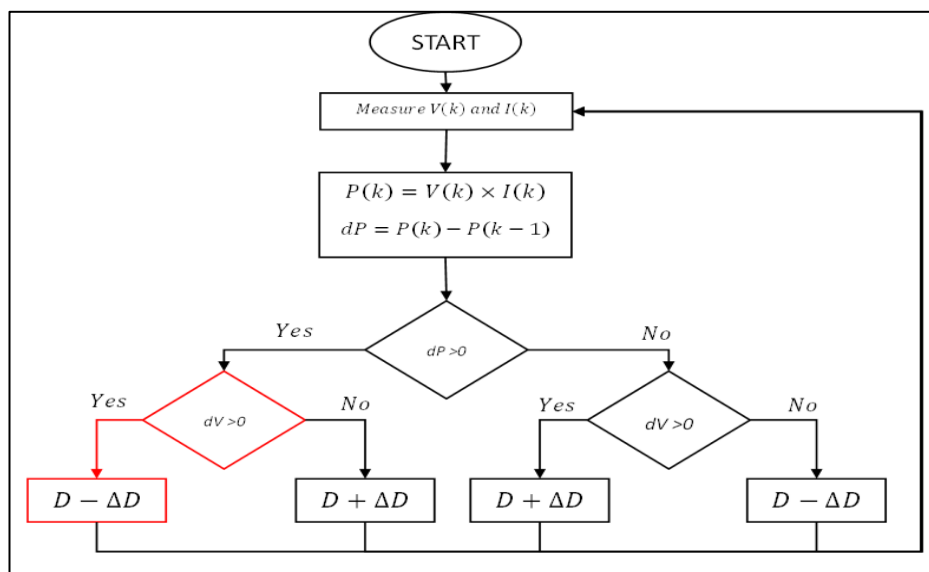 START
Measure V(k) and I(k)
P(k) = V(k) × I(k)
dP = P(k) − P(k − 1)
Yes
dP >0
No
Yes
dV >0
No
Yes
dV >0
No
D − ΔD
D + ΔD
D + ΔD
D − ΔD